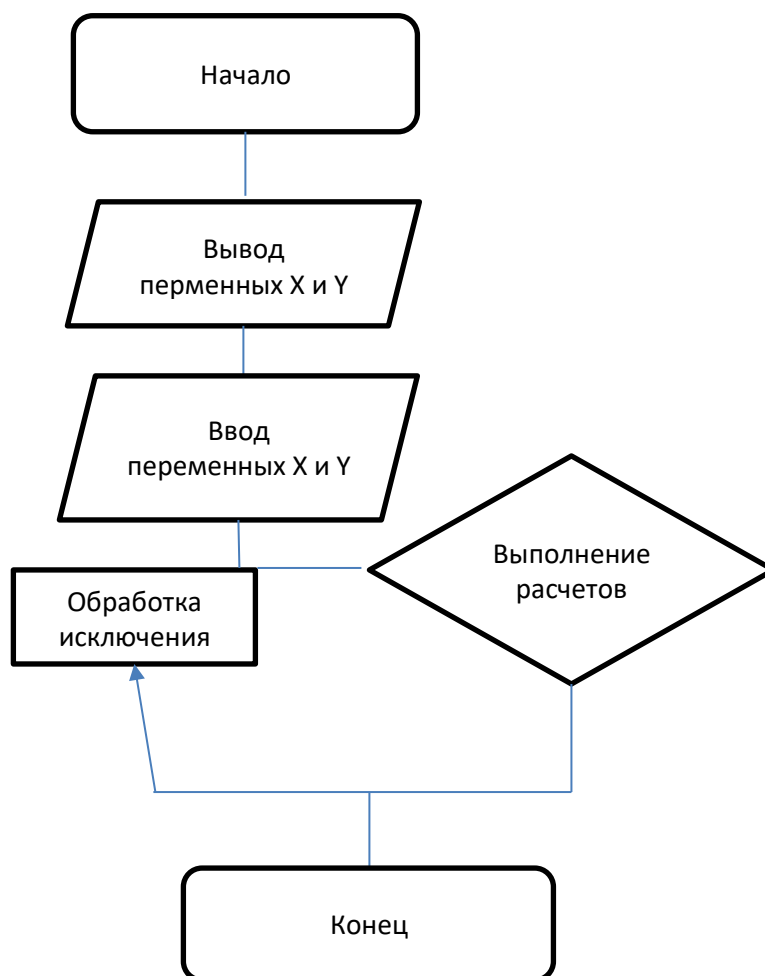 Начало
Вывод
перменных X и Y
Ввод
переменных X и Y
Выполнение
расчетов
Обработка
исключения
Конец